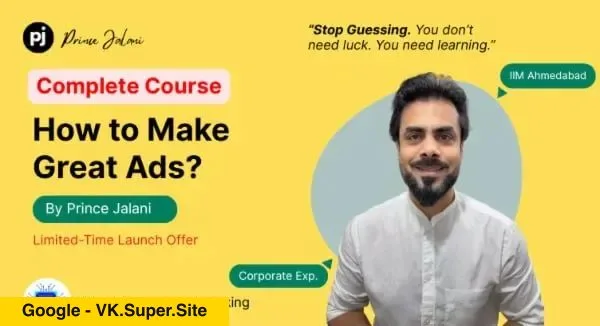 pj Prince Jalani
"Stop Guessing. You don't
need luck. You need learning."
IIM Ahmedabad
Complete Course
How to Make
Great Ads?
By Prince Jalani
Limited-Time Launch Offer
Corporate Exp.
Google - VK.Super.Site